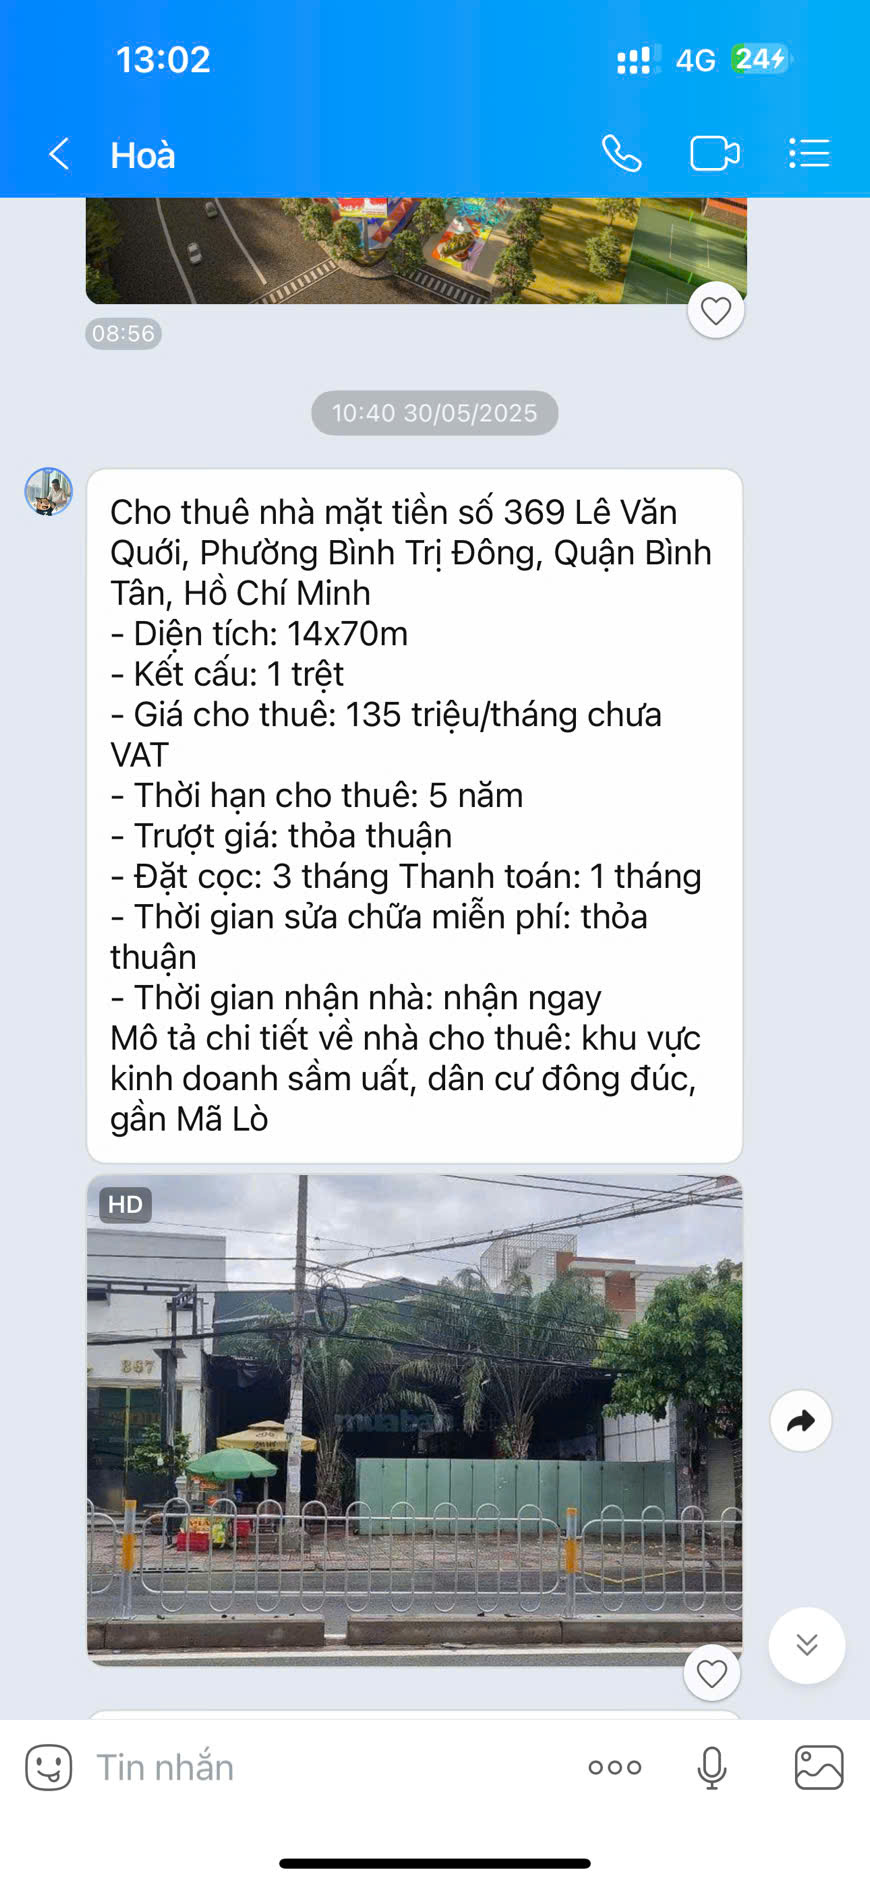 13:02
4G
24
Hoà
08:56
10:40 30/05/2025
Cho thuê nhà mặt tiền số 369 Lê Văn
Quới, Phường Bình Trị Đông, Quận Bình
Tân, Hồ Chí Minh
- Diện tích: 14x70m
- Kết cấu: 1 trệt
- Giá cho thuê: 135 triệu/tháng chưa
VAT
- Thời hạn cho thuê: 5 năm
- Trượt giá: thỏa thuận
- Đặt cọc: 3 tháng Thanh toán: 1 tháng
- Thời gian sửa chữa miễn phí: thỏa
thuận
- Thời gian nhận nhà: nhận ngay
Mô tả chi tiết về nhà cho thuê: khu vực
kinh doanh sầm uất, dân cư đông đúc,
gần Mã Lò
HD
367
Tin nhắn